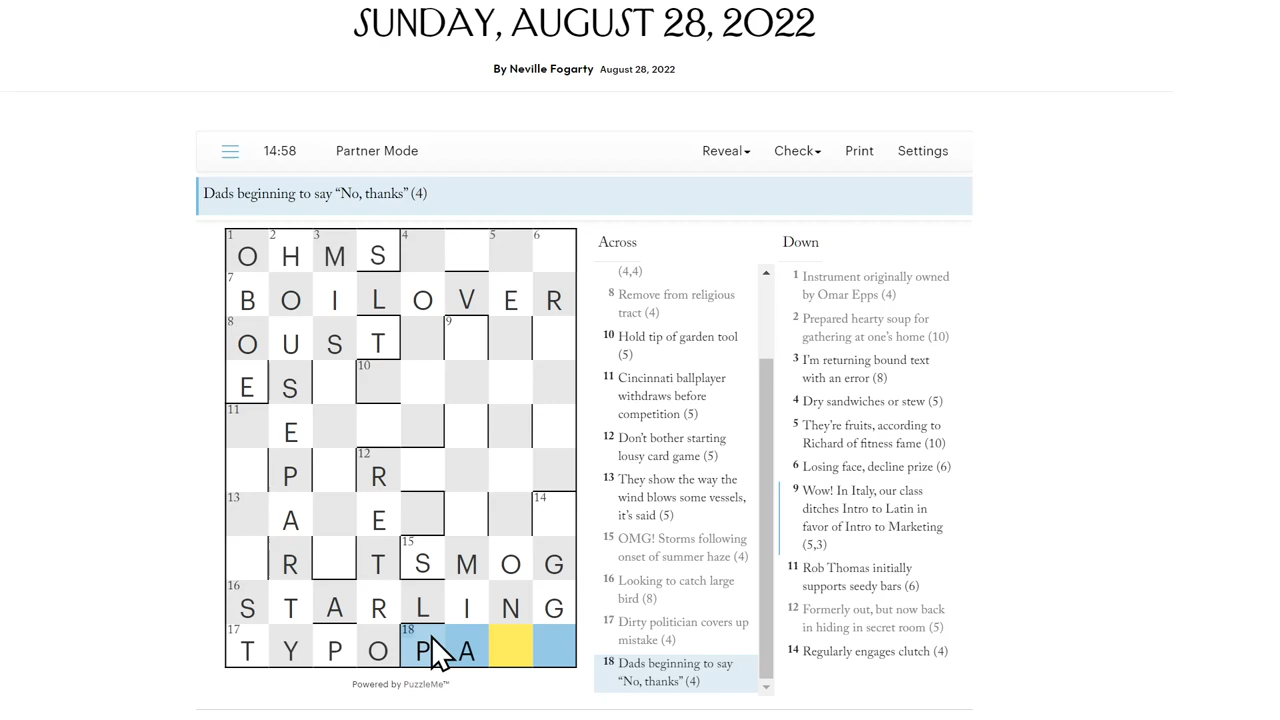 SUNDAY, AUGUST 28, 2022
By Neville Fogarty August 28, 2022
14:58 Partner Mode Reveal Check Print Settings
Dads beginning to say “No, thanks” (4)
1 O 2 H 3 M S 4 5 6
7 B O I L O V E R
8 O U S T 9
E S 10
11 E
P 12 R
13 A E 14
R T 15 S M O G
16 S T A R L I N G
17 T Y P O 18 P A
Powered by PuzzleMe™
Across
(4,4)
8 Remove from religious
tract (4)
10 Hold tip of garden tool
(5)
11 Cincinnati ballplayer
withdraws before
competition (5)
12 Don’t bother starting
lousy card game (5)
13 They show the way the
wind blows some vessels,
it’s said (5)
15 OMG! Storms following
onset of summer haze (4)
16 Looking to catch large
bird (8)
17 Dirty politician covers up
mistake (4)
18 Dads beginning to say
“No, thanks” (4)
Down
1 Instrument originally owned
by Omar Epps (4)
2 Prepared hearty soup for
gathering at one’s home (10)
3 I’m returning bound text
with an error (8)
4 Dry sandwiches or stew (5)
5 They’re fruits, according to
Richard of fitness fame (10)
6 Losing face, decline prize (6)
9 Wow! In Italy, our class
ditches Intro to Latin in
favor of Intro to Marketing
(5,3)
11 Rob Thomas initially
supports seedy bars (6)
12 Formerly out, but now back
in hiding in secret room (5)
14 Regularly engages clutch (4)